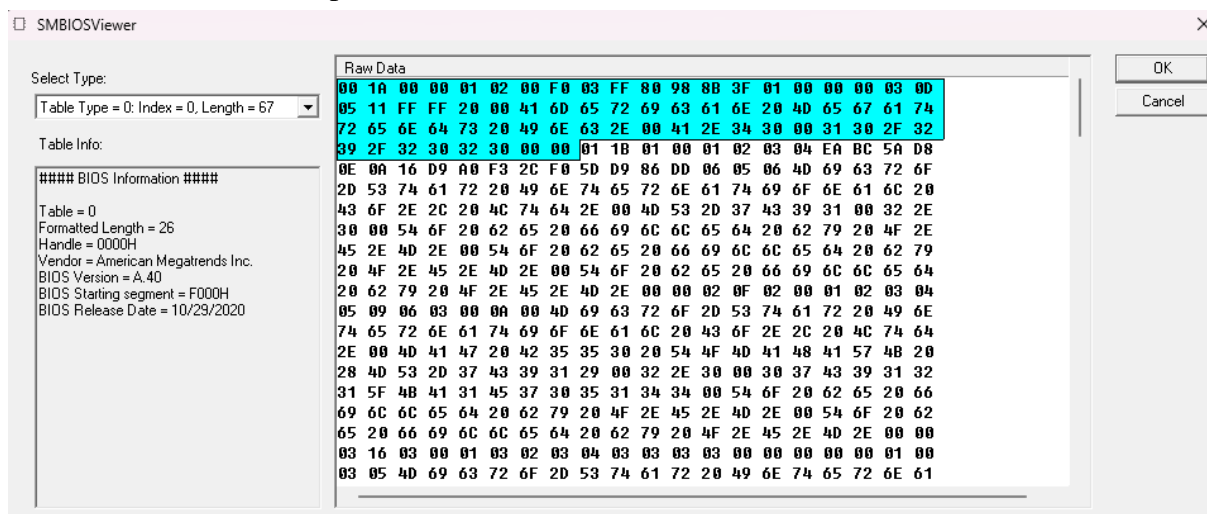 SMBIOSViewer
Select Type:
Table Type = 0: Index = 0, Length = 67
Table Info:
#### BIOS Information ####
Table = 0
Formatted Length = 26
Handle = 0000H
Vendor = American Megatrends Inc.
BIOS Version = A.40
BIOS Starting segment = F000H
BIOS Release Date = 10/29/2020
Raw Data
00 1A 00 00 01 02 00 F0 03 FF 80 98 8B 3F 01 00 00 00 03 0D
05 11 FF FF 20 00 41 6D 65 72 69 63 61 6E 20 4D 65 67 61 74
72 65 6E 64 73 20 49 6E 63 2E 00 41 2E 34 30 00 31 30 2F 32
39 2F 32 30 32 30 00 00 01 1B 01 00 01 02 03 04 EA BC 5A D8
0E 0A 16 D9 A0 F3 2C F0 5D D9 86 DD 06 05 06 4D 69 63 72 6F
2D 53 74 61 72 20 49 6E 74 65 72 6E 61 74 69 6F 6E 61 6C 20
43 6F 2E 2C 20 4C 74 64 2E 00 4D 53 2D 37 43 39 31 00 32 2E
30 00 54 6F 20 62 65 20 66 69 6C 6C 65 64 20 62 79 20 4F 2E
45 2E 4D 2E 00 54 6F 20 62 65 20 66 69 6C 6C 65 64 20 62 79
20 4F 2E 45 2E 4D 2E 00 54 6F 20 62 65 20 66 69 6C 6C 65 64
20 62 79 20 4F 2E 45 2E 4D 2E 00 00 02 0F 02 00 01 02 03 04
05 09 06 03 00 0A 00 4D 69 63 72 6F 2D 53 74 61 72 20 49 6E
74 65 72 6E 61 74 69 6F 6E 61 6C 20 43 6F 2E 2C 20 4C 74 64
2E 00 4D 41 47 20 42 35 35 30 20 54 4F 4D 41 48 41 57 4B 20
28 4D 53 2D 37 43 39 31 29 00 32 2E 30 00 30 37 43 39 31 32
31 5F 4B 41 31 45 37 30 35 31 34 34 00 54 6F 20 62 65 20 66
69 6C 6C 65 64 20 62 79 20 4F 2E 45 2E 4D 2E 00 54 6F 20 62
65 20 66 69 6C 6C 65 64 20 62 79 20 4F 2E 45 2E 4D 2E 00 00
03 16 03 00 01 03 02 03 04 03 03 03 03 00 00 00 00 00 01 00
03 05 4D 69 63 72 6F 2D 53 74 61 72 20 49 6E 74 65 72 6E 61
OK
Cancel